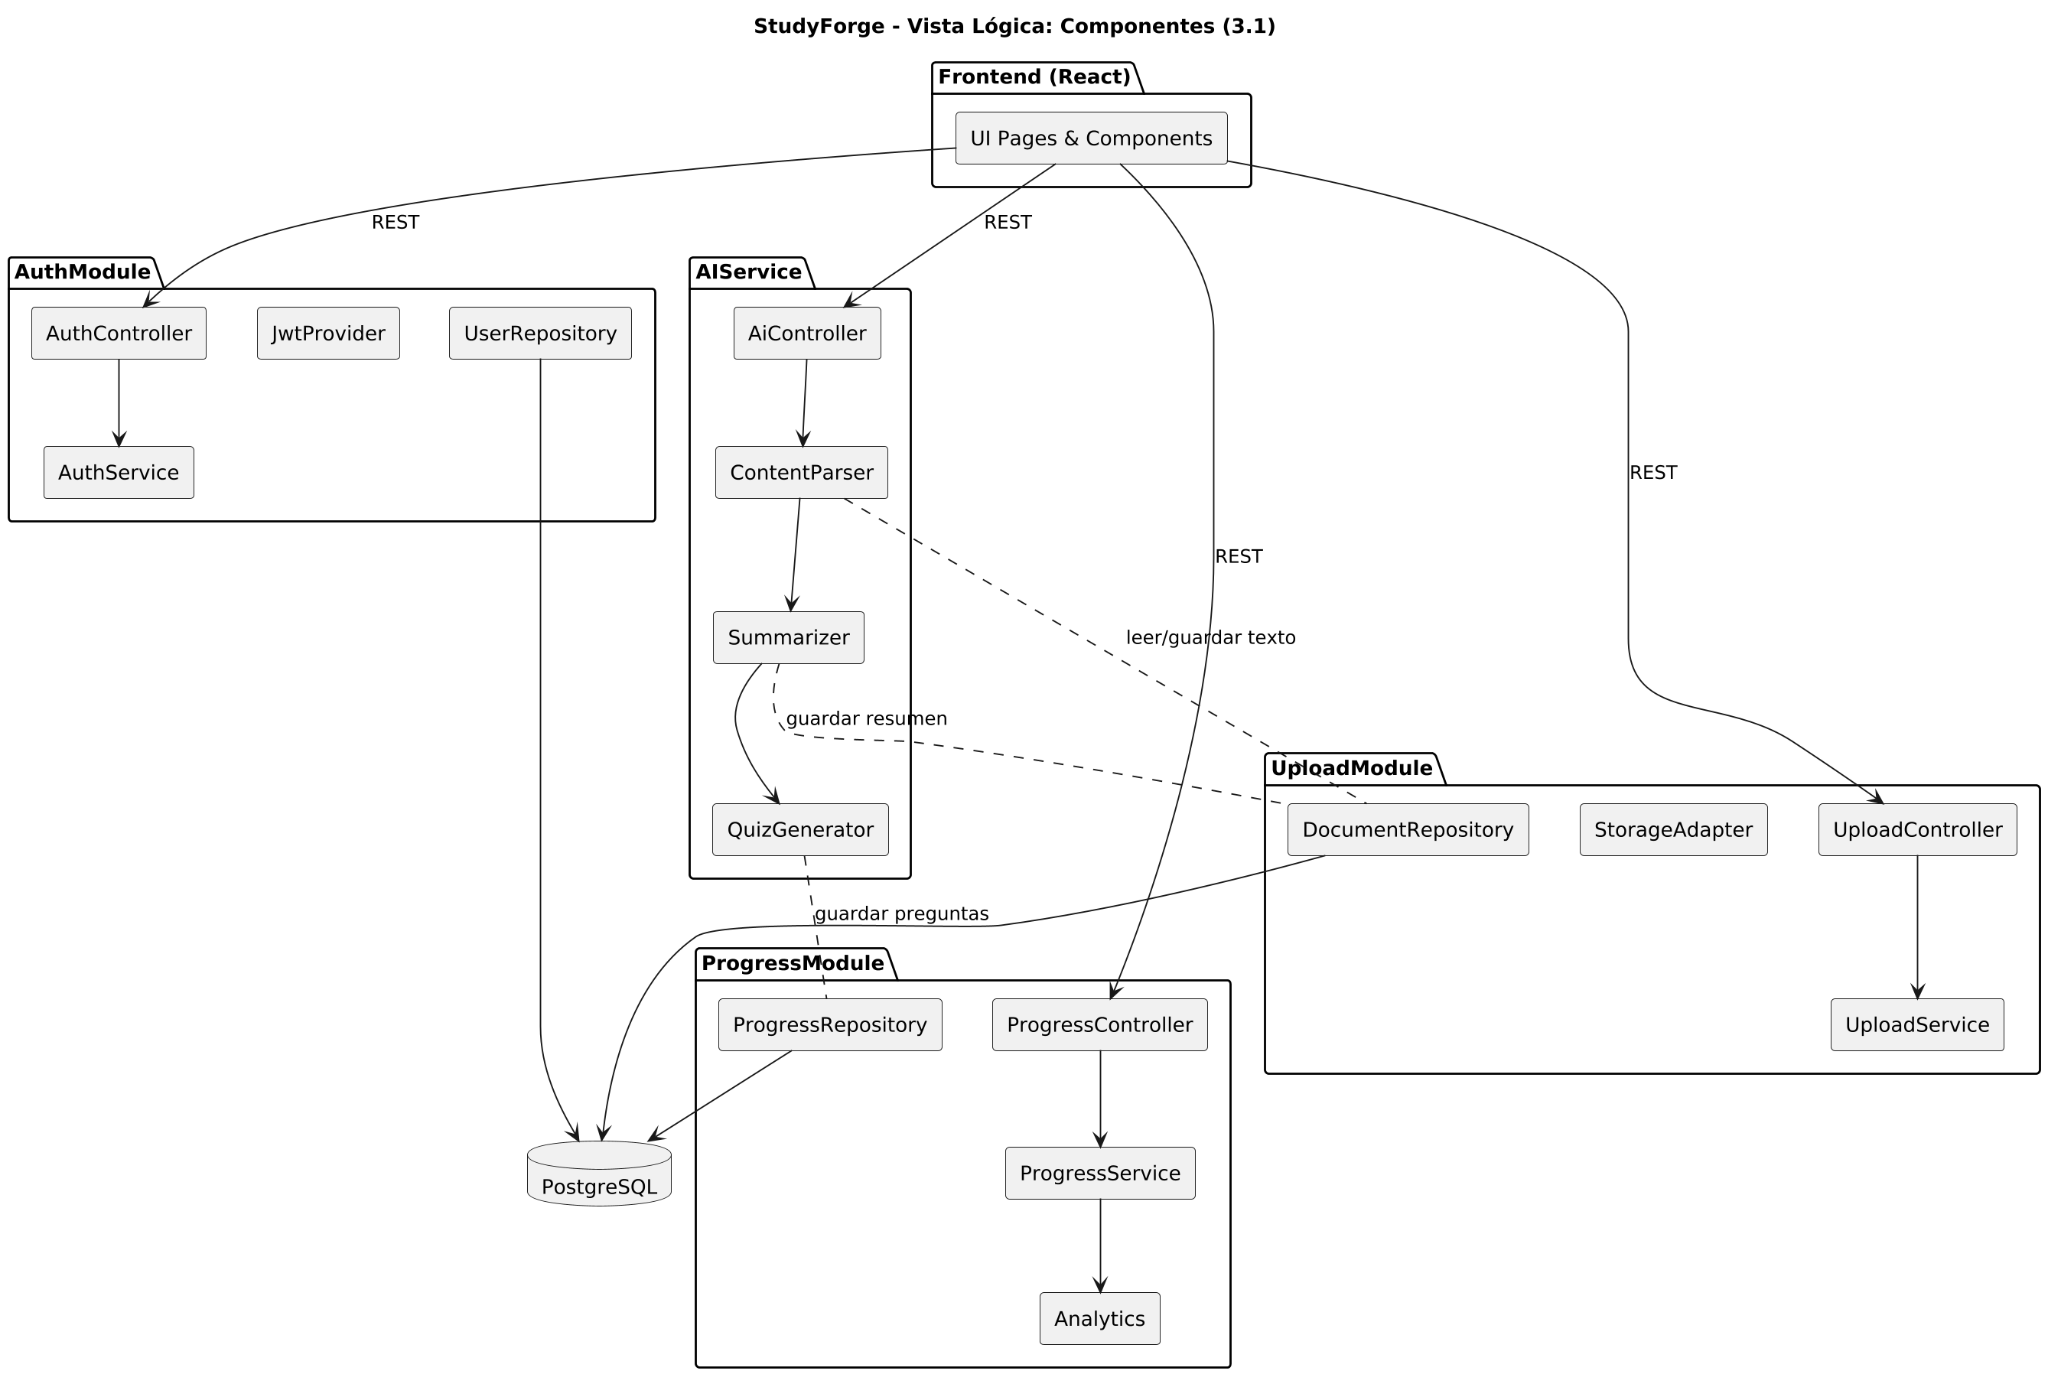 StudyForge - Vista Lógica: Componentes (3.1)
Frontend (React)
UI Pages & Components
REST
REST
AuthModule
AIService
AuthController
JwtProvider
UserRepository
AiController
AuthService
ContentParser
REST
REST
Summarizer
leer/guardar texto
guardar resumen
UploadModule
QuizGenerator
DocumentRepository
StorageAdapter
UploadController
guardar preguntas
ProgressModule
ProgressRepository
ProgressController
UploadService
PostgreSQL
ProgressService
Analytics